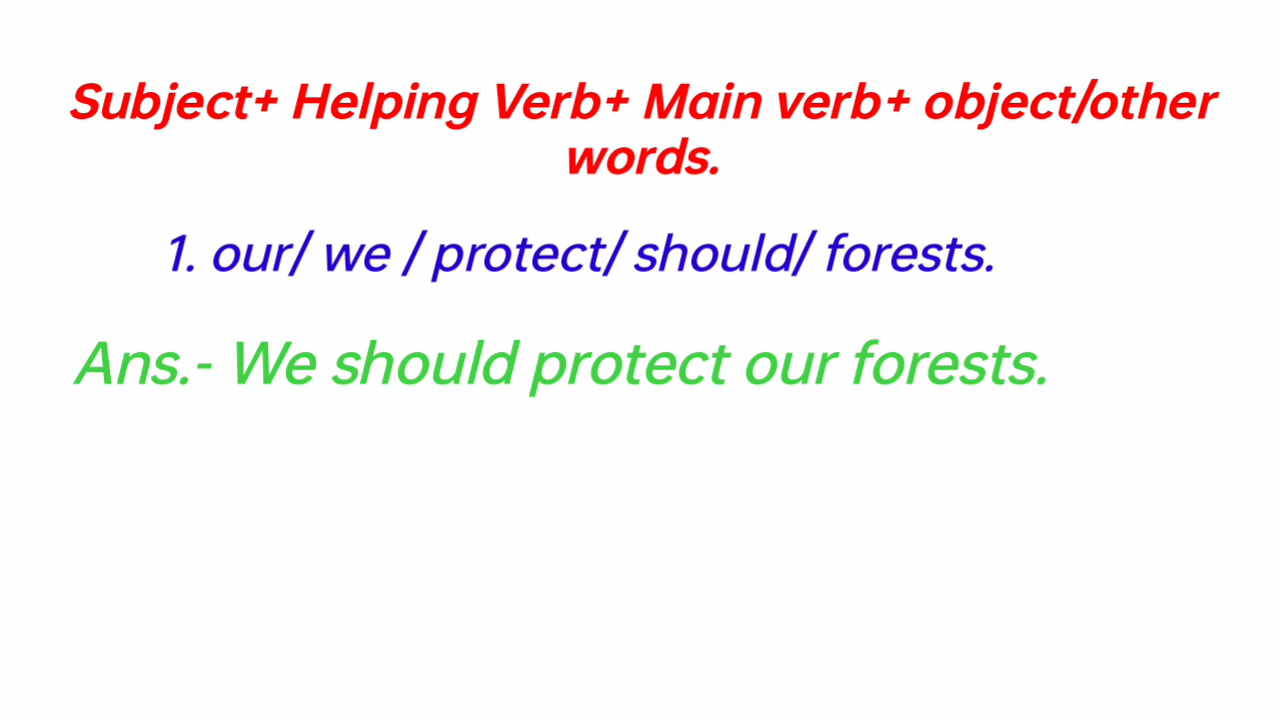 Subject+ Helping Verb+ Main verb+ object/other
words.
1. our/ we / protect/ should/ forests.
Ans.- We should protect our forests.